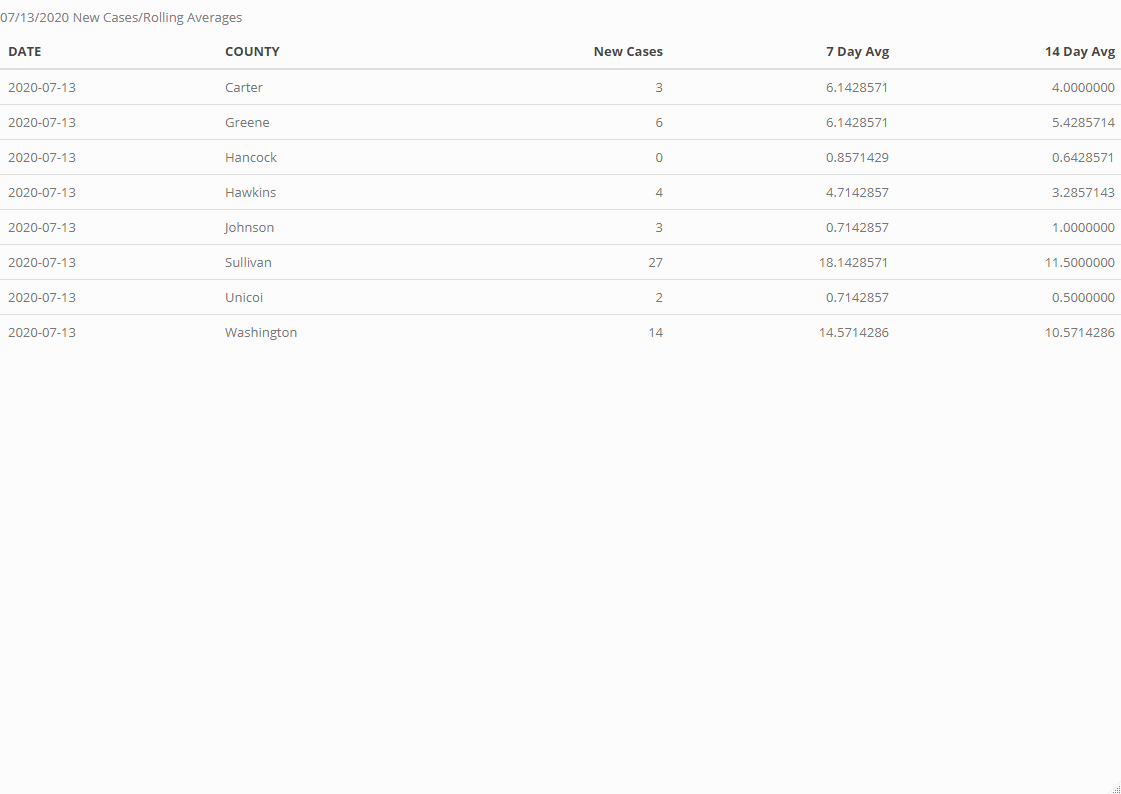 07/13/2020 New Cases/Rolling Averages
DATE COUNTY New Cases 7 Day Avg 14 Day Avg
2020-07-13 Carter 3 6.1428571 4.0000000
2020-07-13 Greene 6 6.1428571 5.4285714
2020-07-13 Hancock 0 0.8571429 0.6428571
2020-07-13 Hawkins 4 4.7142857 3.2857143
2020-07-13 Johnson 3 0.7142857 1.0000000
2020-07-13 Sullivan 27 18.1428571 11.5000000
2020-07-13 Unicoi 2 0.7142857 0.5000000
2020-07-13 Washington 14 14.5714286 10.5714286